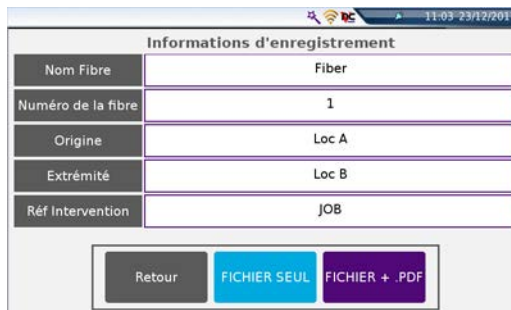 11:03 23/12/201
Informations d'enregistrement
Nom Fibre Fiber
Numéro de la fibre 1
Origine Loc A
Extrémité Loc B
Réf Intervention JOB
Retour FICHIER SEUL FICHIER + .PDF